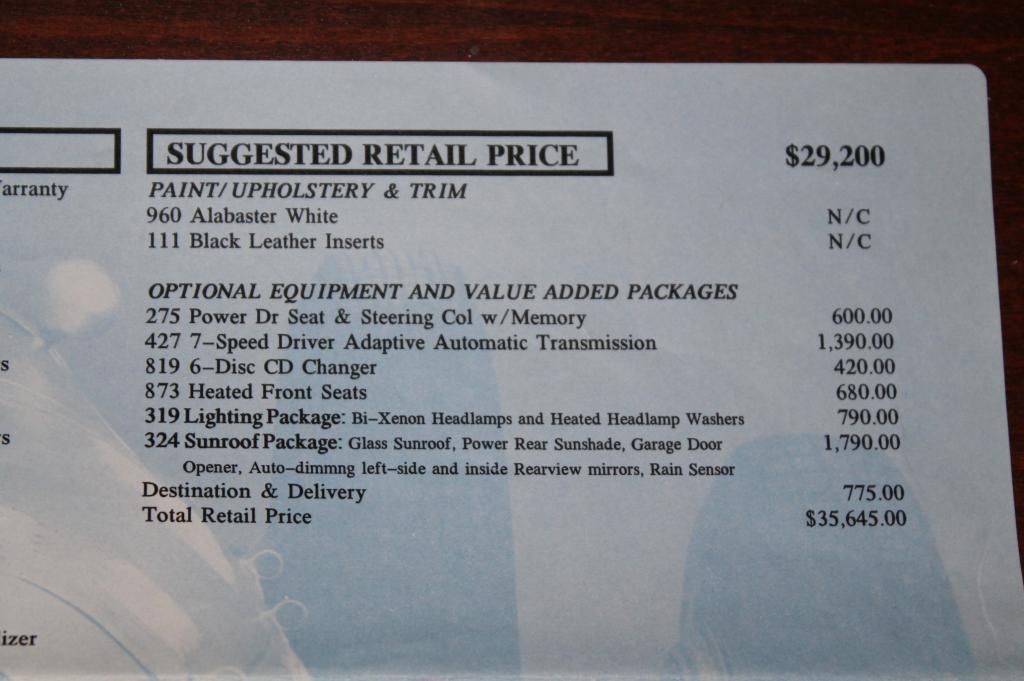 SUGGESTED RETAIL PRICE $29,200
arranty PAINT/UPHOLSTERY & TRIM
960 Alabaster White N/C
111 Black Leather Inserts N/C
OPTIONAL EQUIPMENT AND VALUE ADDED PACKAGES
275 Power Dr Seat & Steering Col w/Memory 600.00
427 7-Speed Driver Adaptive Automatic Transmission 1,390.00
s 819 6-Disc CD Changer 420.00
873 Heated Front Seats 680.00
319 Lighting Package: Bi-Xenon Headlamps and Heated Headlamp Washers 790.00
rs 324 Sunroof Package: Glass Sunroof, Power Rear Sunshade, Garage Door 1,790.00
Opener, Auto-dimmng left-side and inside Rearview mirrors, Rain Sensor
Destination & Delivery 775.00
Total Retail Price $35,645.00
lizer